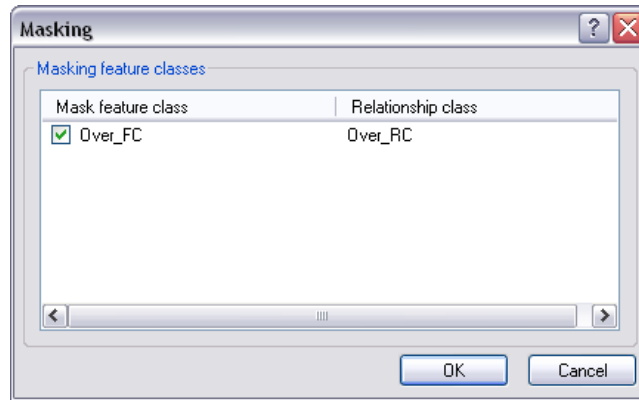 Masking
Masking feature classes
Mask feature class Relationship class
Over_FC Over_RC
OK Cancel